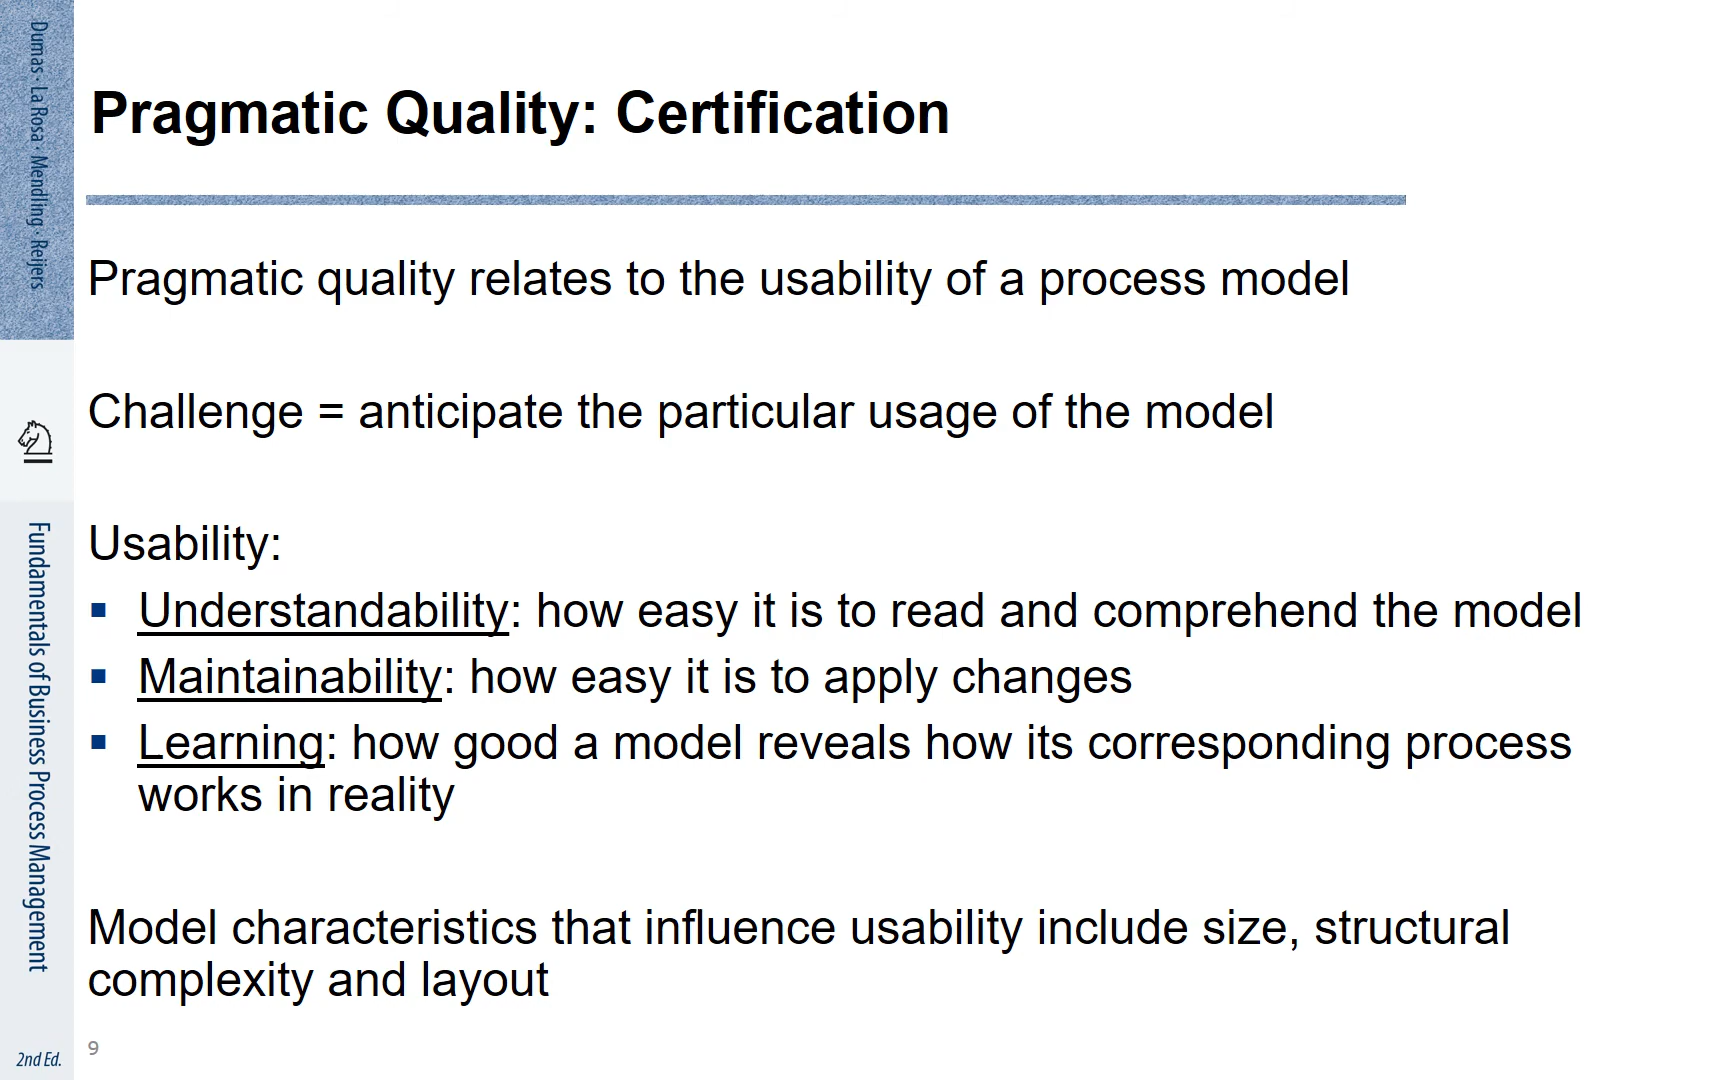 Dumas · La Rosa · Mendling · Reijers
Fundamentals of Business Process Management
2nd Ed.
Pragmatic Quality: Certification
Pragmatic quality relates to the usability of a process model
Challenge = anticipate the particular usage of the model
Usability:
▪ Understandability: how easy it is to read and comprehend the model
▪ Maintainability: how easy it is to apply changes
▪ Learning: how good a model reveals how its corresponding process
works in reality
Model characteristics that influence usability include size, structural
complexity and layout
9